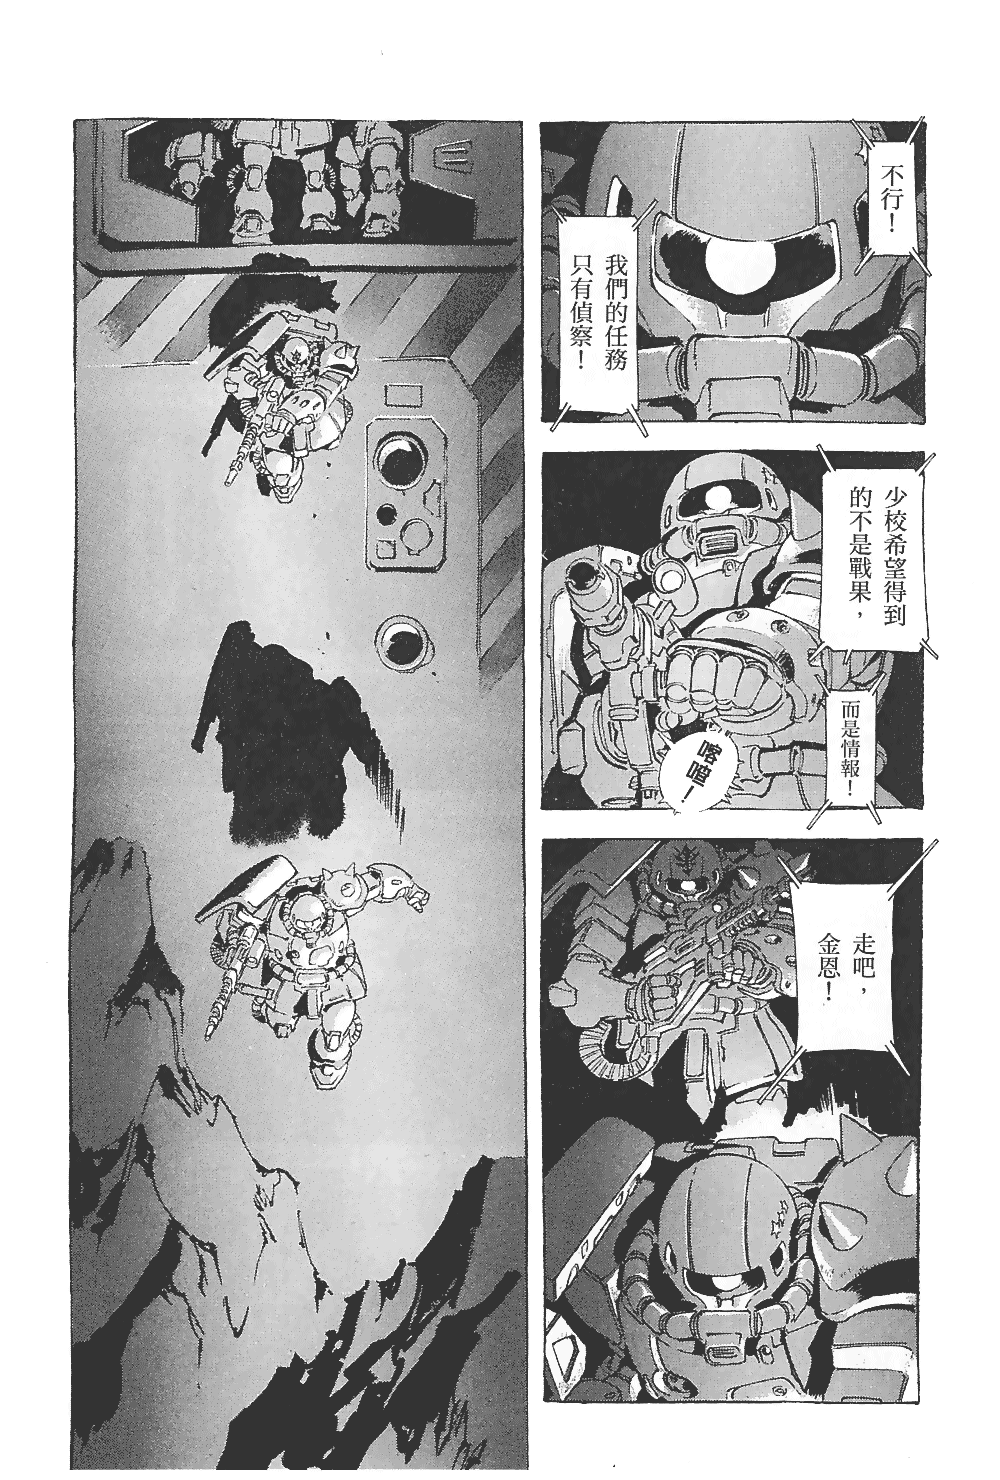 不行！
我們的任務
只有偵察！
少校希望得到
的不是戰果，
而是情報！
喀喳！
走吧，
金恩！